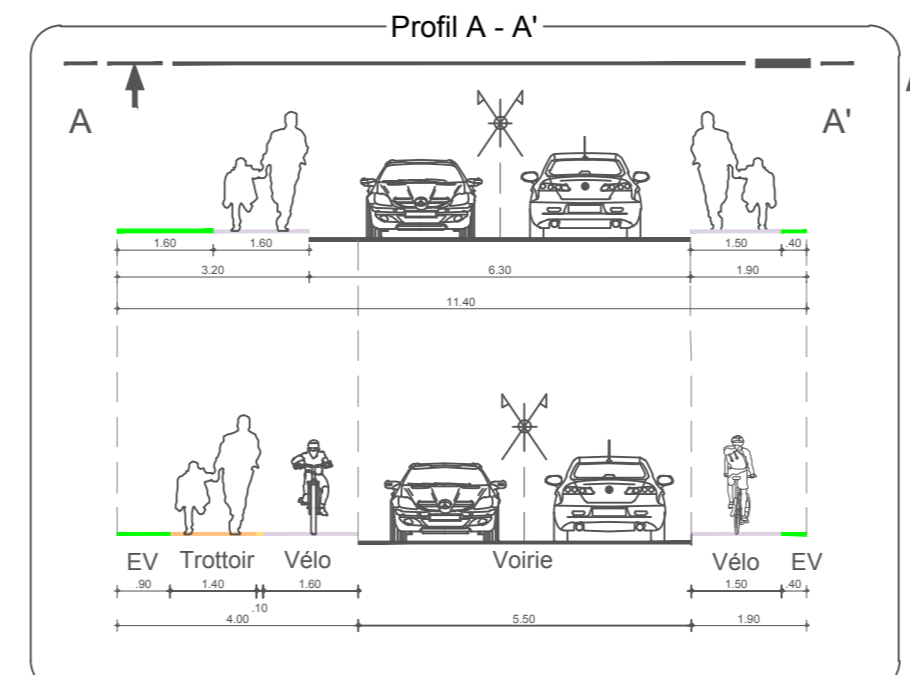 Profil A - A'
A A'
1.60 1.60 1.50 .40
3.20 6.30 1.90
11.40
EV Trottoir Vélo Voirie Vélo EV
.90 1.40 .10 1.60 1.50 .40
4.00 5.50 1.90